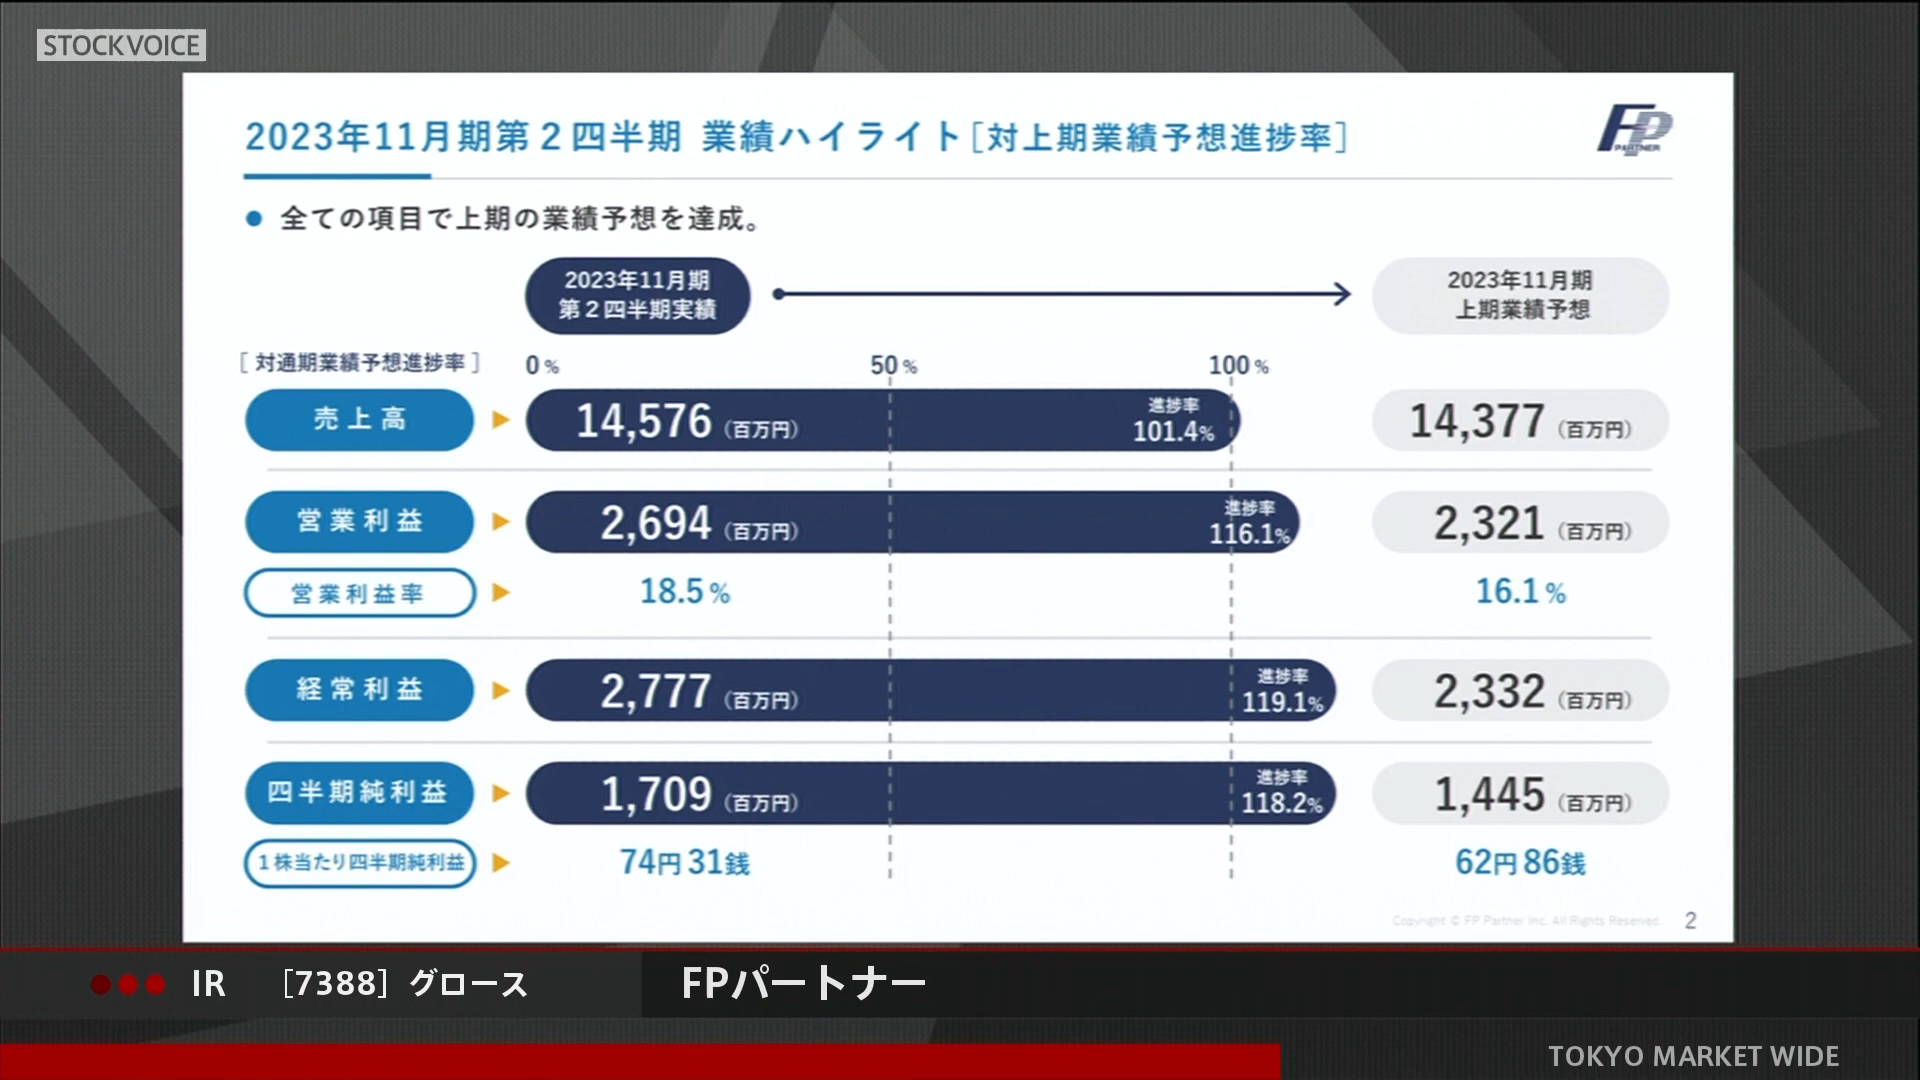 STOCKVOICE
2023年11月期第２四半期 業績ハイライト［対上期業績予想進捗率］
FP
PARTNER
● 全ての項目で上期の業績予想を達成。
2023年11月期
第２四半期実績
2023年11月期
上期業績予想
［対通期業績予想進捗率］ 0% 50% 100%
売上高 14,576（百万円） 進捗率 101.4% 14,377（百万円）
営業利益 2,694（百万円） 進捗率 116.1% 2,321（百万円）
営業利益率 18.5% 16.1%
経常利益 2,777（百万円） 進捗率 119.1% 2,332（百万円）
四半期純利益 1,709（百万円） 進捗率 118.2% 1,445（百万円）
１株当たり四半期純利益 74円31銭 62円86銭
Copyright © FP Partner Inc. All Rights Reserved. 2
IR ［7388］グロース FPパートナー
TOKYO MARKET WIDE